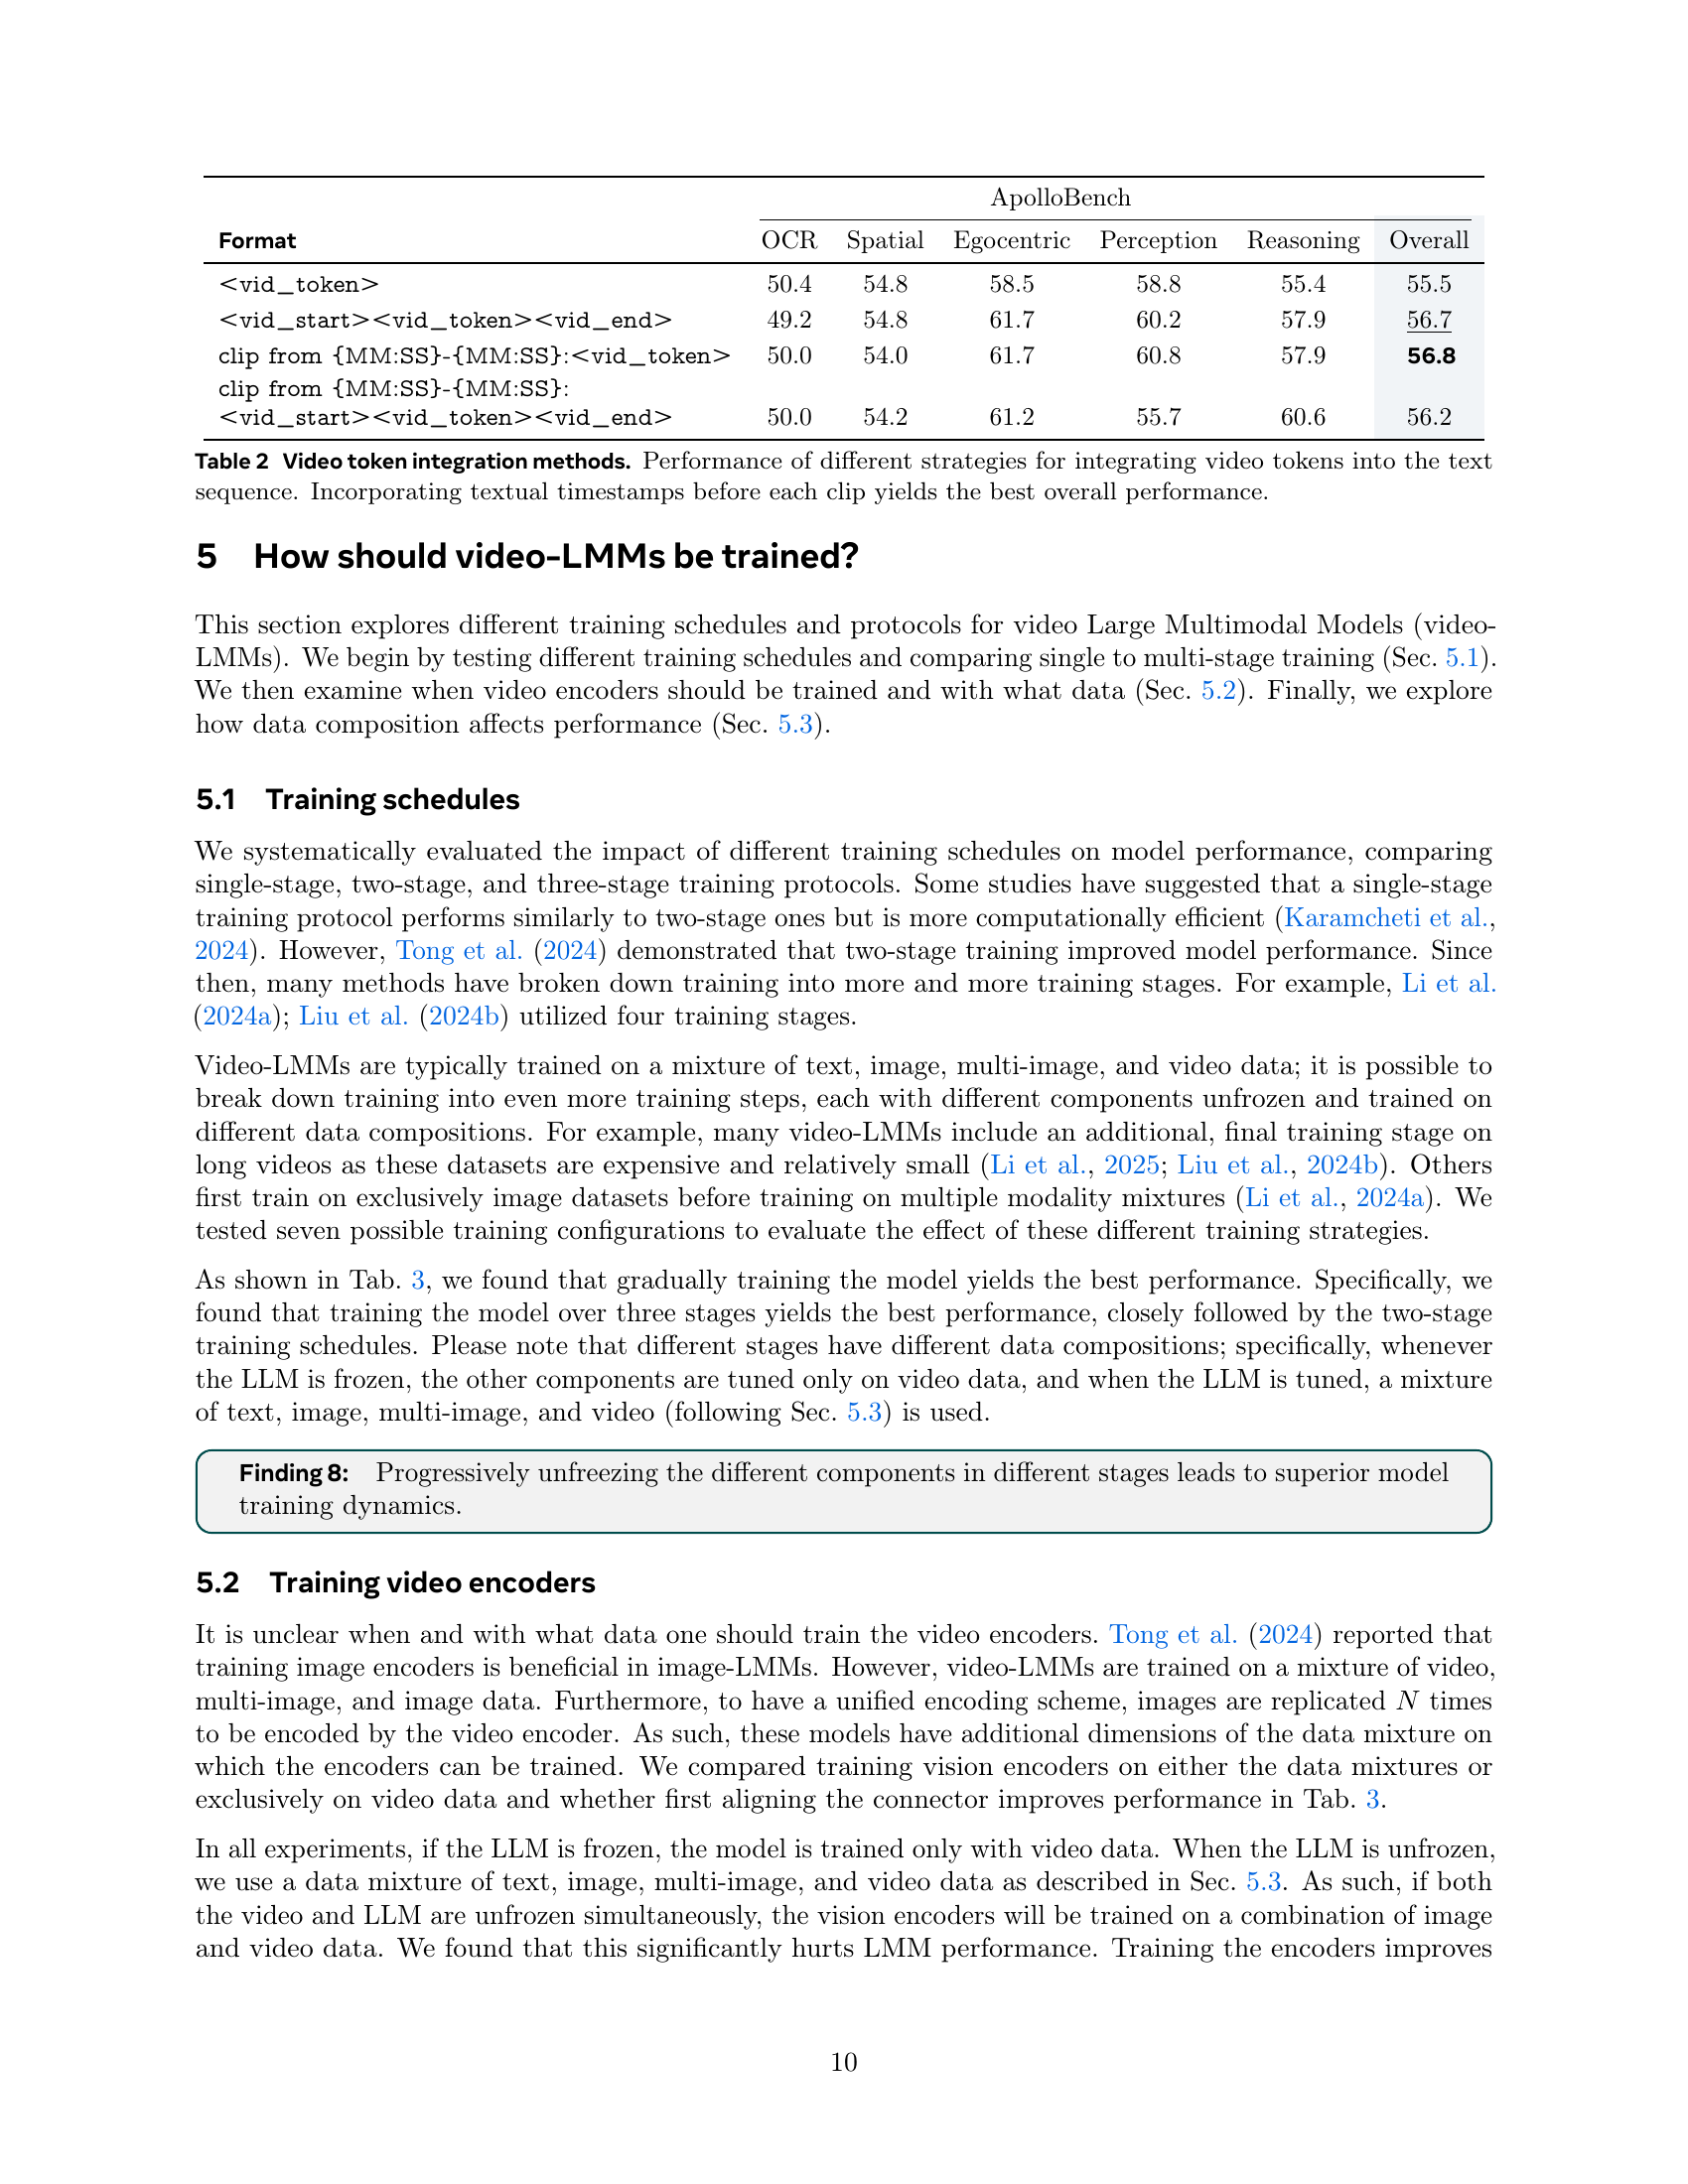 ApolloBench
Format OCR Spatial Egocentric Perception Reasoning Overall
<vid_token> 50.4 54.8 58.5 58.8 55.4 55.5
<vid_start><vid_token><vid_end> 49.2 54.8 61.7 60.2 57.9 56.7
clip from {MM:SS}-{MM:SS}:<vid_token> 50.0 54.0 61.7 60.8 57.9 56.8
clip from {MM:SS}-{MM:SS}:
<vid_start><vid_token><vid_end> 50.0 54.2 61.2 55.7 60.6 56.2
Table 2 Video token integration methods. Performance of different strategies for integrating video tokens into the text
sequence. Incorporating textual timestamps before each clip yields the best overall performance.
5 How should video-LMMs be trained?
This section explores different training schedules and protocols for video Large Multimodal Models (video-
LMMs). We begin by testing different training schedules and comparing single to multi-stage training (Sec. 5.1).
We then examine when video encoders should be trained and with what data (Sec. 5.2). Finally, we explore
how data composition affects performance (Sec. 5.3).
5.1 Training schedules
We systematically evaluated the impact of different training schedules on model performance, comparing
single-stage, two-stage, and three-stage training protocols. Some studies have suggested that a single-stage
training protocol performs similarly to two-stage ones but is more computationally efficient (Karamcheti et al.,
2024). However, Tong et al. (2024) demonstrated that two-stage training improved model performance. Since
then, many methods have broken down training into more and more training stages. For example, Li et al.
(2024a); Liu et al. (2024b) utilized four training stages.
Video-LMMs are typically trained on a mixture of text, image, multi-image, and video data; it is possible to
break down training into even more training steps, each with different components unfrozen and trained on
different data compositions. For example, many video-LMMs include an additional, final training stage on
long videos as these datasets are expensive and relatively small (Li et al., 2025; Liu et al., 2024b). Others
first train on exclusively image datasets before training on multiple modality mixtures (Li et al., 2024a). We
tested seven possible training configurations to evaluate the effect of these different training strategies.
As shown in Tab. 3, we found that gradually training the model yields the best performance. Specifically, we
found that training the model over three stages yields the best performance, closely followed by the two-stage
training schedules. Please note that different stages have different data compositions; specifically, whenever
the LLM is frozen, the other components are tuned only on video data, and when the LLM is tuned, a mixture
of text, image, multi-image, and video (following Sec. 5.3) is used.
Finding 8: Progressively unfreezing the different components in different stages leads to superior model
training dynamics.
5.2 Training video encoders
It is unclear when and with what data one should train the video encoders. Tong et al. (2024) reported that
training image encoders is beneficial in image-LMMs. However, video-LMMs are trained on a mixture of video,
multi-image, and image data. Furthermore, to have a unified encoding scheme, images are replicated N times
to be encoded by the video encoder. As such, these models have additional dimensions of the data mixture on
which the encoders can be trained. We compared training vision encoders on either the data mixtures or
exclusively on video data and whether first aligning the connector improves performance in Tab. 3.
In all experiments, if the LLM is frozen, the model is trained only with video data. When the LLM is unfrozen,
we use a data mixture of text, image, multi-image, and video data as described in Sec. 5.3. As such, if both
the video and LLM are unfrozen simultaneously, the vision encoders will be trained on a combination of image
and video data. We found that this significantly hurts LMM performance. Training the encoders improves
10